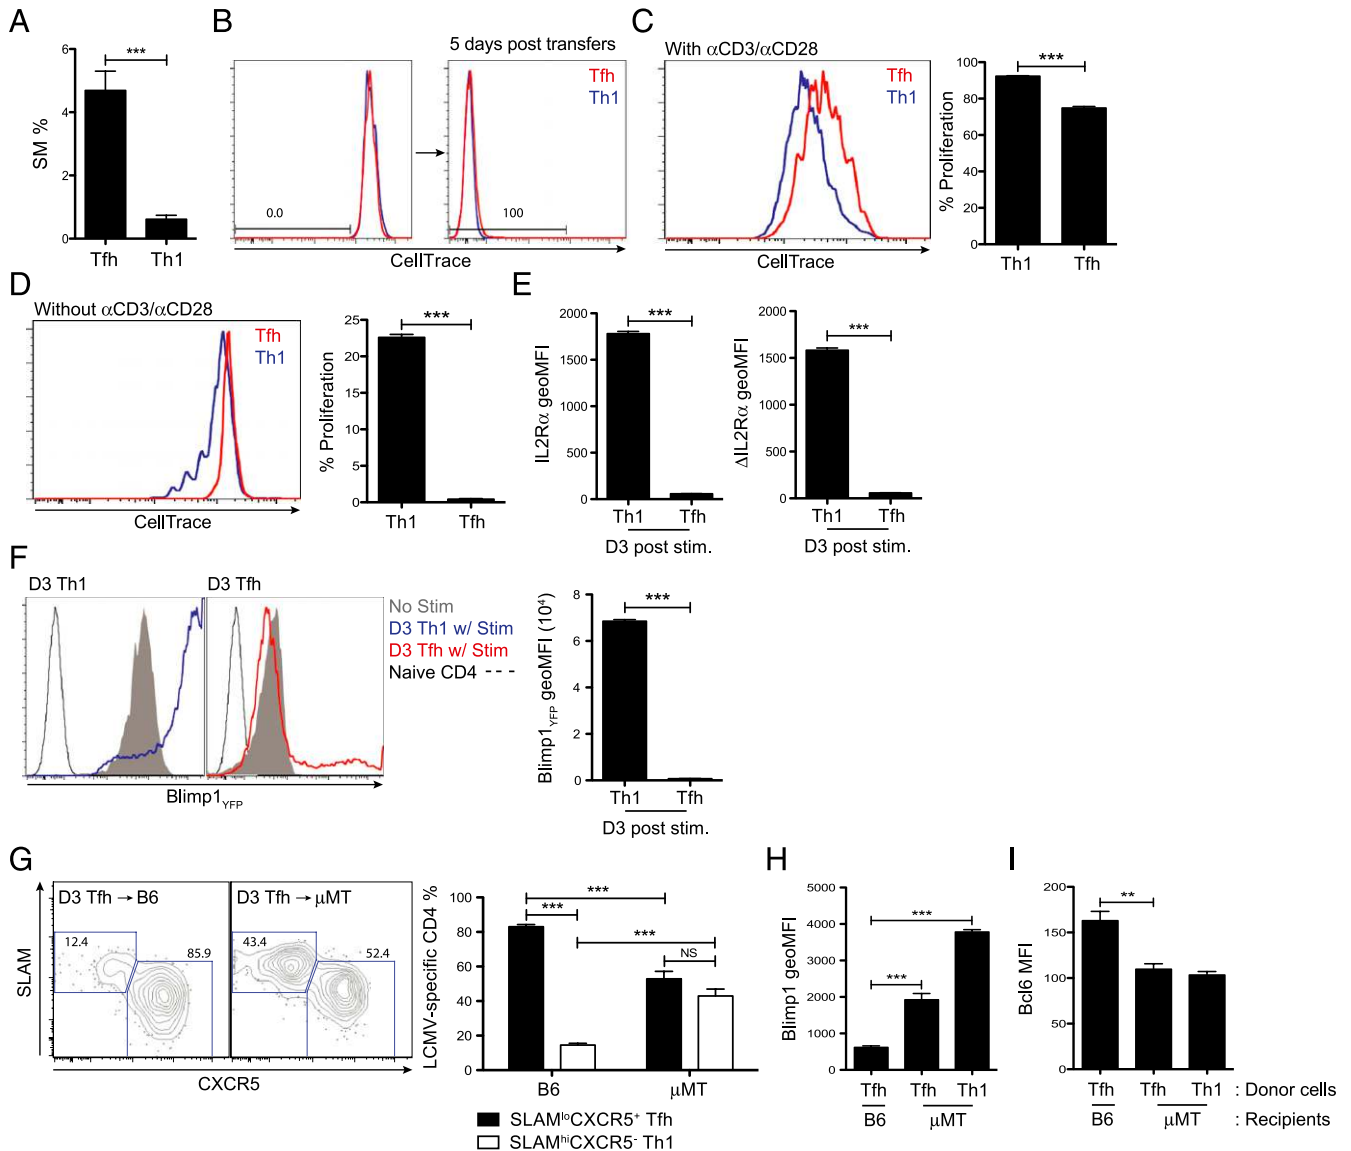 A
SM %
6
4
2
0
***
Tfh
Th1
B
5 days post transfers
Tfh
Th1
0.0
100
CellTrace
C
With αCD3/αCD28
Tfh
Th1
CellTrace
% Proliferation
100
80
60
40
20
0
***
Th1
Tfh
D
Without αCD3/αCD28
Tfh
Th1
CellTrace
% Proliferation
25
20
15
10
5
0
***
Th1
Tfh
E
IL2Rα geoMFI
2000
1500
1000
500
0
***
Th1
Tfh
D3 post stim.
ΔIL2Rα geoMFI
2000
1500
1000
500
0
***
Th1
Tfh
D3 post stim.
F
D3 Th1
D3 Tfh
No Stim
D3 Th1 w/ Stim
D3 Tfh w/ Stim
Naive CD4 ---
Blimp1YFP
Blimp1YFP geoMFI (10⁴)
8
6
4
2
0
***
Th1
Tfh
D3 post stim.
G
SLAM
D3 Tfh → B6
12.4
85.9
D3 Tfh → μMT
43.4
52.4
CXCR5
LCMV-specific CD4 %
100
80
60
40
20
0
***
***
***
NS
B6
μMT
SLAMˡᵒCXCR5⁺ Tfh
SLAMʰⁱCXCR5⁻ Th1
H
Blimp1 geoMFI
5000
4000
3000
2000
1000
0
***
***
Tfh Tfh Th1
B6 μMT
I
Bcl6 MFI
200
150
100
50
0
**
Tfh Tfh Th1 : Donor cells
B6 μMT : Recipients